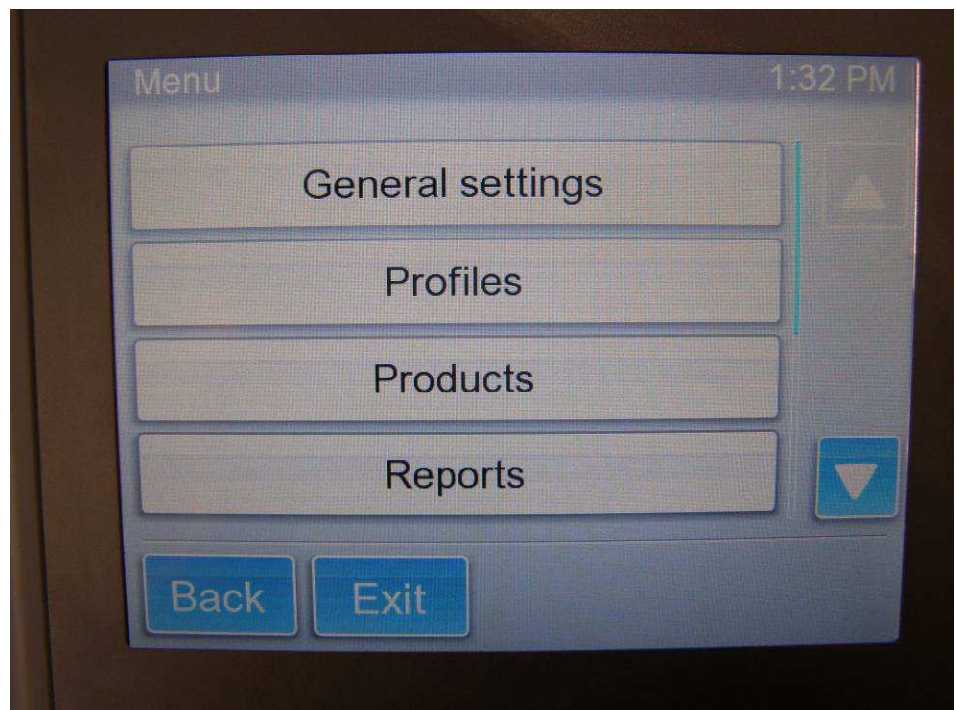 Menu 1:32 PM
General settings
Profiles
Products
Reports
Back Exit